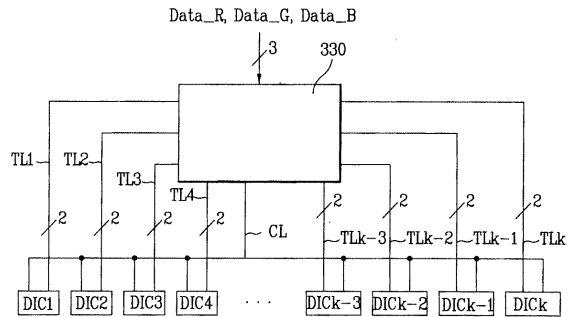 Data_R, Data_G, Data_B
3
330
TL1
TL2
TL3
TL4
2
2
2
2
CL
2
2
2
2
TLk-3
TLk-2
TLk-1
TLk
DIC1
DIC2
DIC3
DIC4
. . .
DICk-3
DICk-2
DICk-1
DICk